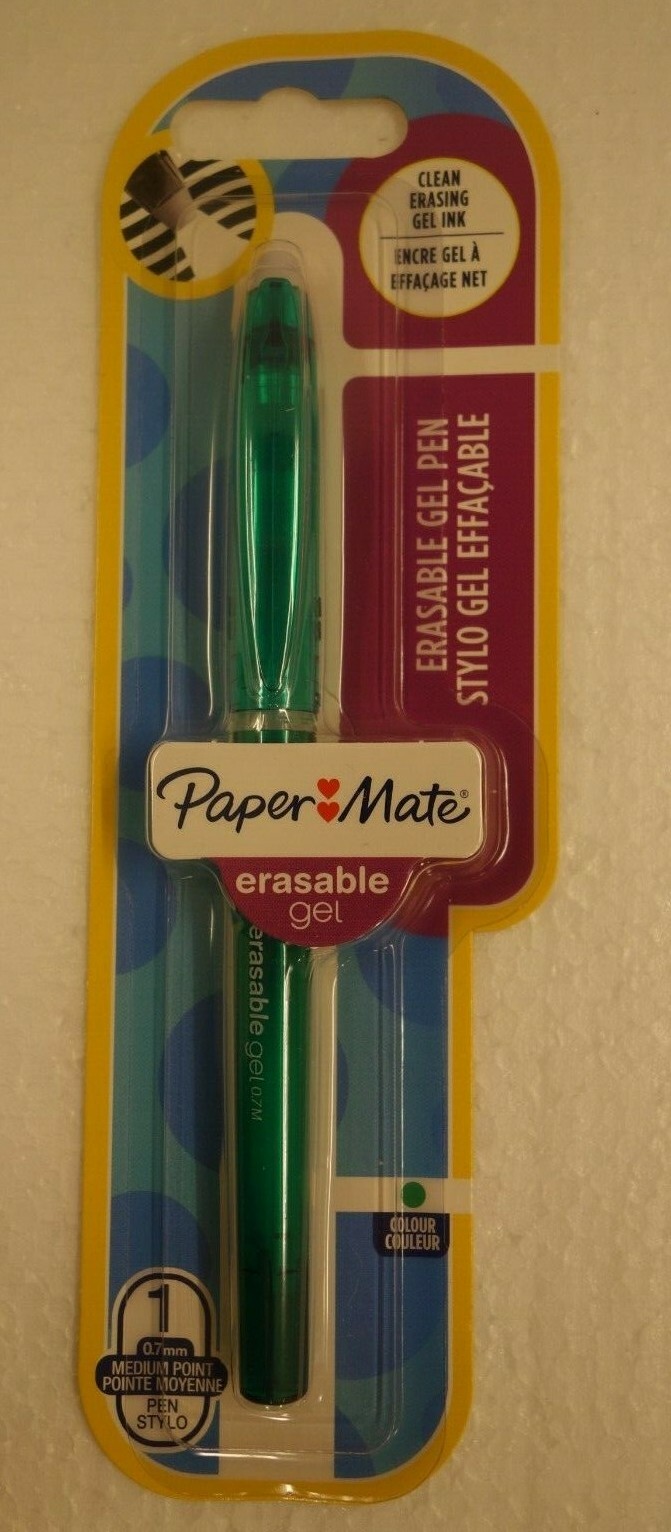 CLEAN
ERASING
GEL INK
ENCRE GEL À
EFFAÇAGE NET
ERASABLE GEL PEN
STYLO GEL EFFAÇABLE
Paper Mate®
erasable
gel
erasable gel 0.7M
COLOUR
COULEUR
1
0.7mm
MEDIUM POINT
POINTE MOYENNE
PEN
STYLO